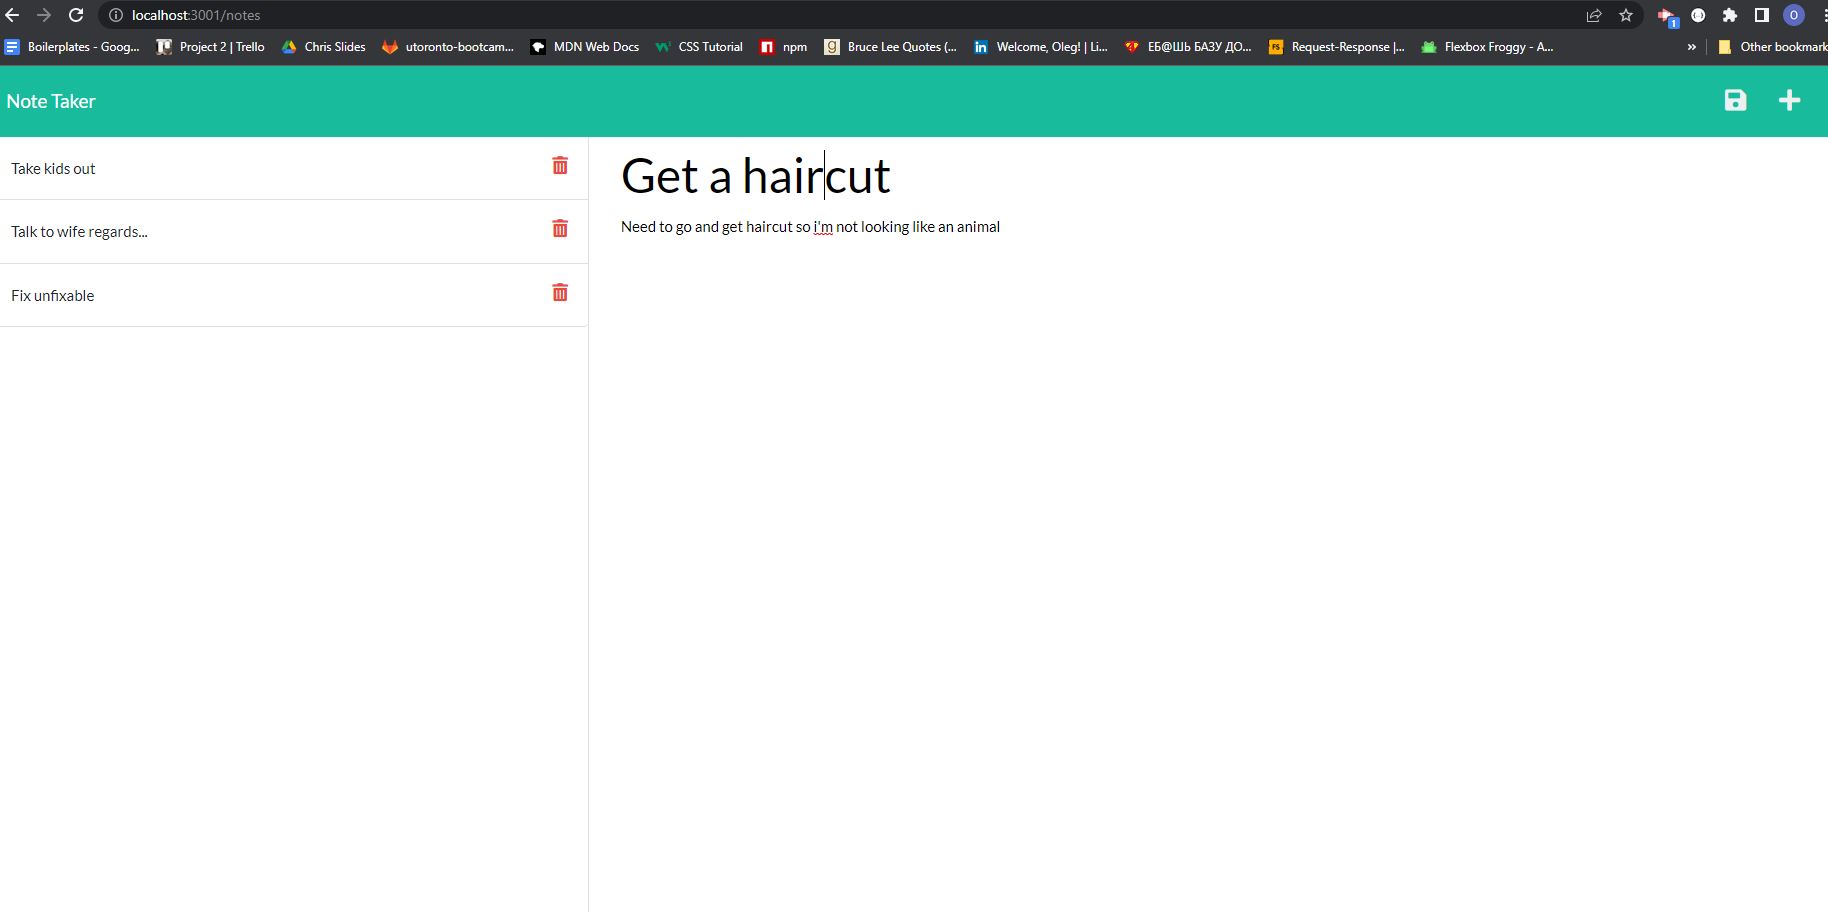 localhost:3001/notes
1
O
Boilerplates - Goog... Project 2 | Trello Chris Slides utoronto-bootcam... MDN Web Docs CSS Tutorial npm Bruce Lee Quotes (... Welcome, Oleg! | Li... ЕБ@ШЬ БАЗУ ДО... Request-Response |... Flexbox Froggy - A... » Other bookmark
Note Taker
Take kids out
Talk to wife regards...
Fix unfixable
Get a haircut
Need to go and get haircut so i'm not looking like an animal